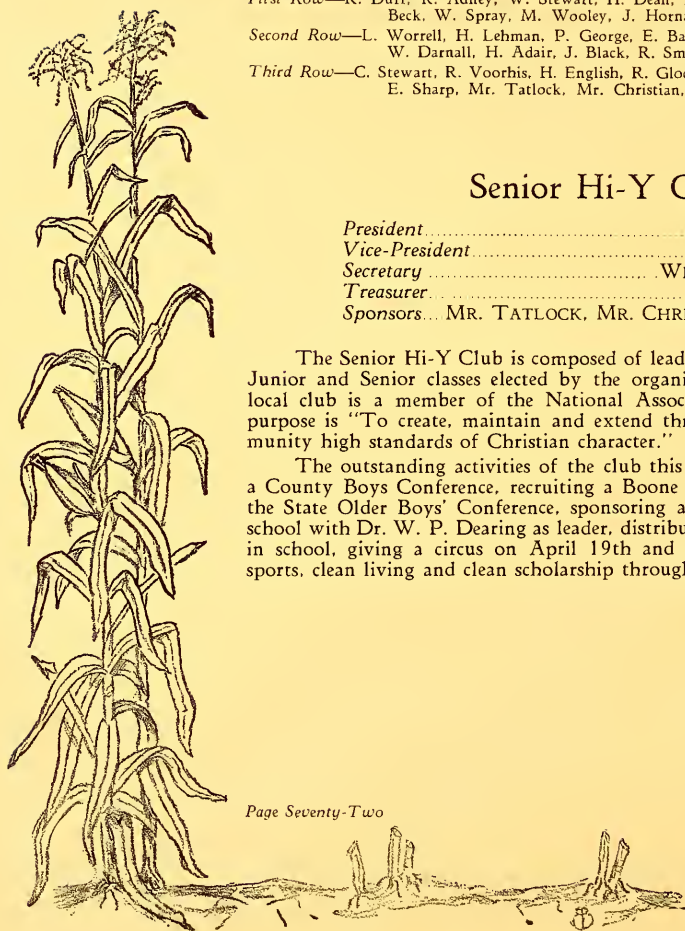 First Row—K. Duff, R. Adney, W. Stewart, H. Dean,
Beck, W. Spray, M. Wooley, J. Horna
Second Row—L. Worrell, H. Lehman, P. George, E. Ba
W. Darnall, H. Adair, J. Black, R. Sm
Third Row—C. Stewart, R. Voorhis, H. English, R. Gloc
E. Sharp, Mr. Tatlock, Mr. Christian,
Senior Hi-Y C
President
Vice-President
Secretary WE
Treasurer
Sponsors MR. TATLOCK, MR. CHRI
The Senior Hi-Y Club is composed of lead
Junior and Senior classes elected by the organi
local club is a member of the National Assoc
purpose is "To create, maintain and extend thr
munity high standards of Christian character."
The outstanding activities of the club this
a County Boys Conference, recruiting a Boone
the State Older Boys' Conference, sponsoring a
school with Dr. W. P. Dearing as leader, distribu
in school, giving a circus on April 19th and
sports, clean living and clean scholarship through
Page Seventy-Two